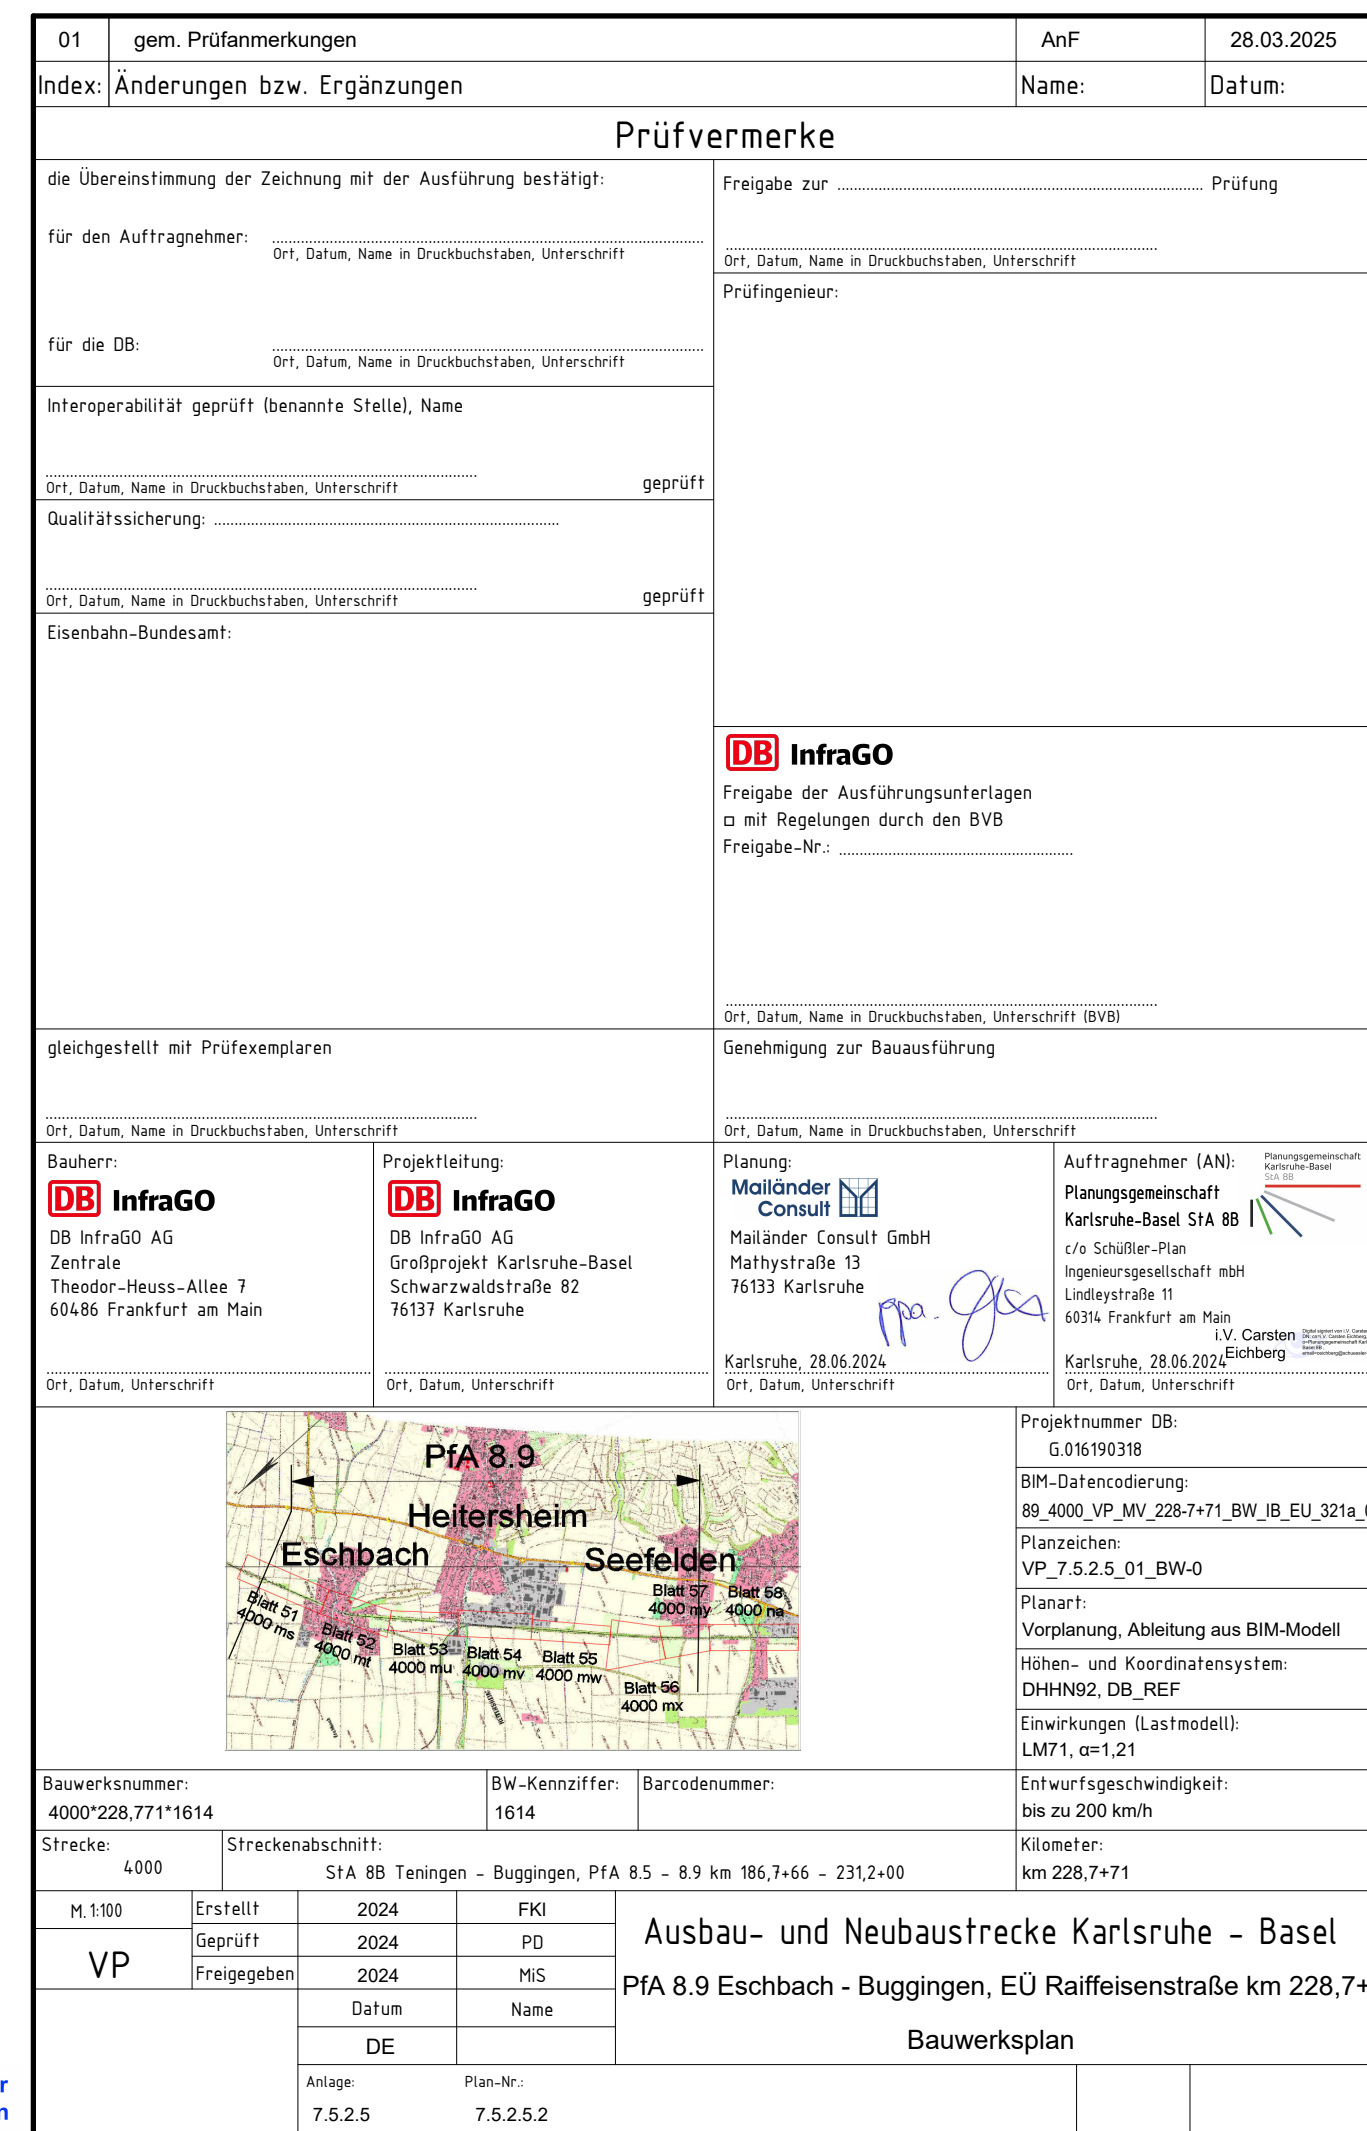 01 gem. Prüfanmerkungen AnF 28.03.2025
Index: Änderungen bzw. Ergänzungen Name: Datum:
Prüfvermerke
die Übereinstimmung der Zeichnung mit der Ausführung bestätigt:
für den Auftragnehmer:
Ort, Datum, Name in Druckbuchstaben, Unterschrift
für die DB:
Ort, Datum, Name in Druckbuchstaben, Unterschrift
Freigabe zur Prüfung
Ort, Datum, Name in Druckbuchstaben, Unterschrift
Prüfingenieur:
Interoperabilität geprüft (benannte Stelle), Name
geprüft
Ort, Datum, Name in Druckbuchstaben, Unterschrift
Qualitätssicherung:
geprüft
Ort, Datum, Name in Druckbuchstaben, Unterschrift
Eisenbahn-Bundesamt:
DB InfraGO
Freigabe der Ausführungsunterlagen
□ mit Regelungen durch den BVB
Freigabe-Nr.:
Ort, Datum, Name in Druckbuchstaben, Unterschrift (BVB)
gleichgestellt mit Prüfexemplaren
Ort, Datum, Name in Druckbuchstaben, Unterschrift
Genehmigung zur Bauausführung
Ort, Datum, Name in Druckbuchstaben, Unterschrift
Bauherr:
DB InfraGO
DB InfraGO AG
Zentrale
Theodor-Heuss-Allee 7
60486 Frankfurt am Main
Ort, Datum, Unterschrift
Projektleitung:
DB InfraGO
DB InfraGO AG
Großprojekt Karlsruhe-Basel
Schwarzwaldstraße 82
76137 Karlsruhe
Ort, Datum, Unterschrift
Planung:
Mailänder
Consult
Mailänder Consult GmbH
Mathystraße 13
76133 Karlsruhe
ppa.
Karlsruhe, 28.06.2024
Ort, Datum, Unterschrift
Auftragnehmer (AN):
Planungsgemeinschaft
Karlsruhe-Basel
StA 8B
Planungsgemeinschaft
Karlsruhe-Basel StA 8B
c/o Schüßler-Plan
Ingenieursgesellschaft mbH
Lindleystraße 11
60314 Frankfurt am Main
i.V. Carsten
Eichberg
Karlsruhe, 28.06.2024
Ort, Datum, Unterschrift
PfA 8.9
Heitersheim
Eschbach
Seefelden
Blatt 51
4000 ms
Blatt 52
4000 mt
Blatt 53
4000 mu
Blatt 54
4000 mv
Blatt 55
4000 mw
Blatt 56
4000 mx
Blatt 57
4000 my
Blatt 58
4000 na
Projektnummer DB:
G.016190318
BIM-Datencodierung:
89_4000_VP_MV_228-7+71_BW_IB_EU_321a_
Planzeichen:
VP_7.5.2.5_01_BW-0
Planart:
Vorplanung, Ableitung aus BIM-Modell
Höhen- und Koordinatensystem:
DHHN92, DB_REF
Einwirkungen (Lastmodell):
LM71, α=1,21
Bauwerksnummer:
4000*228,771*1614
BW-Kennziffer:
1614
Barcodenummer:
Entwurfsgeschwindigkeit:
bis zu 200 km/h
Strecke:
4000
Streckenabschnitt:
StA 8B Teningen - Buggingen, PfA 8.5 - 8.9 km 186,7+66 - 231,2+00
Kilometer:
km 228,7+71
M. 1:100
VP
Erstellt 2024 FKI
Geprüft 2024 PD
Freigegeben 2024 MiS
Datum Name
DE
Ausbau- und Neubaustrecke Karlsruhe - Basel
PfA 8.9 Eschbach - Buggingen, EÜ Raiffeisenstraße km 228,7+
Bauwerksplan
Anlage:
7.5.2.5
Plan-Nr.:
7.5.2.5.2
r
n